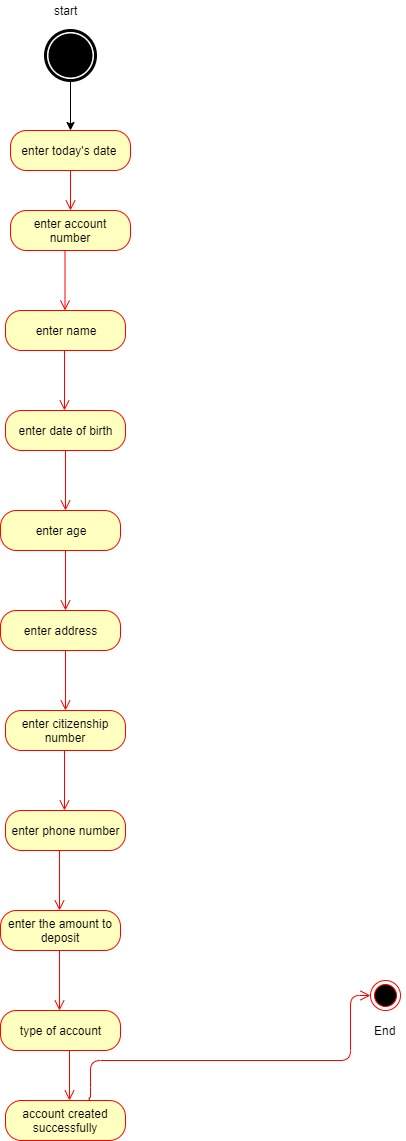 start
enter today's date
enter account
number
enter name
enter date of birth
enter age
enter address
enter citizenship
number
enter phone number
enter the amount to
deposit
type of account
End
account created
successfully